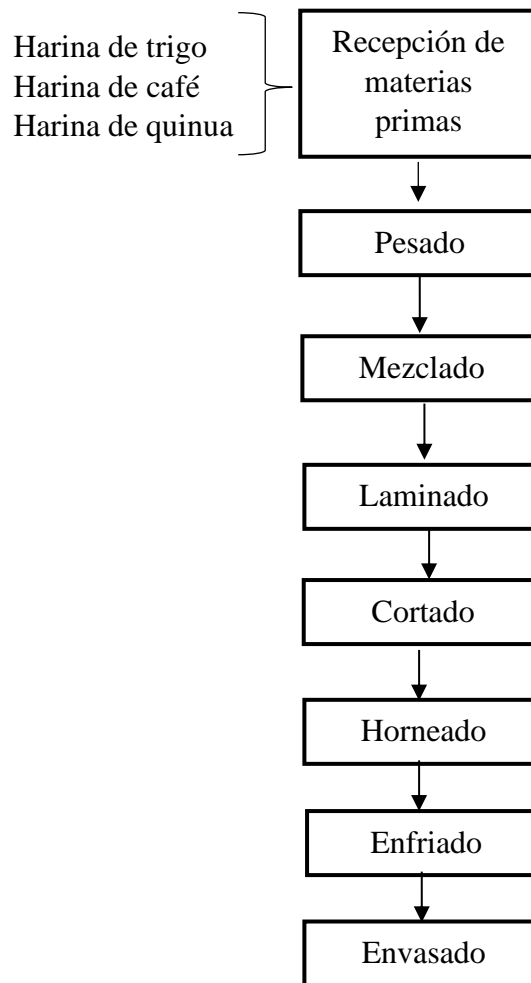 Harina de trigo
Harina de café
Harina de quinua
Recepción de
materias
primas
Pesado
Mezclado
Laminado
Cortado
Horneado
Enfriado
Envasado